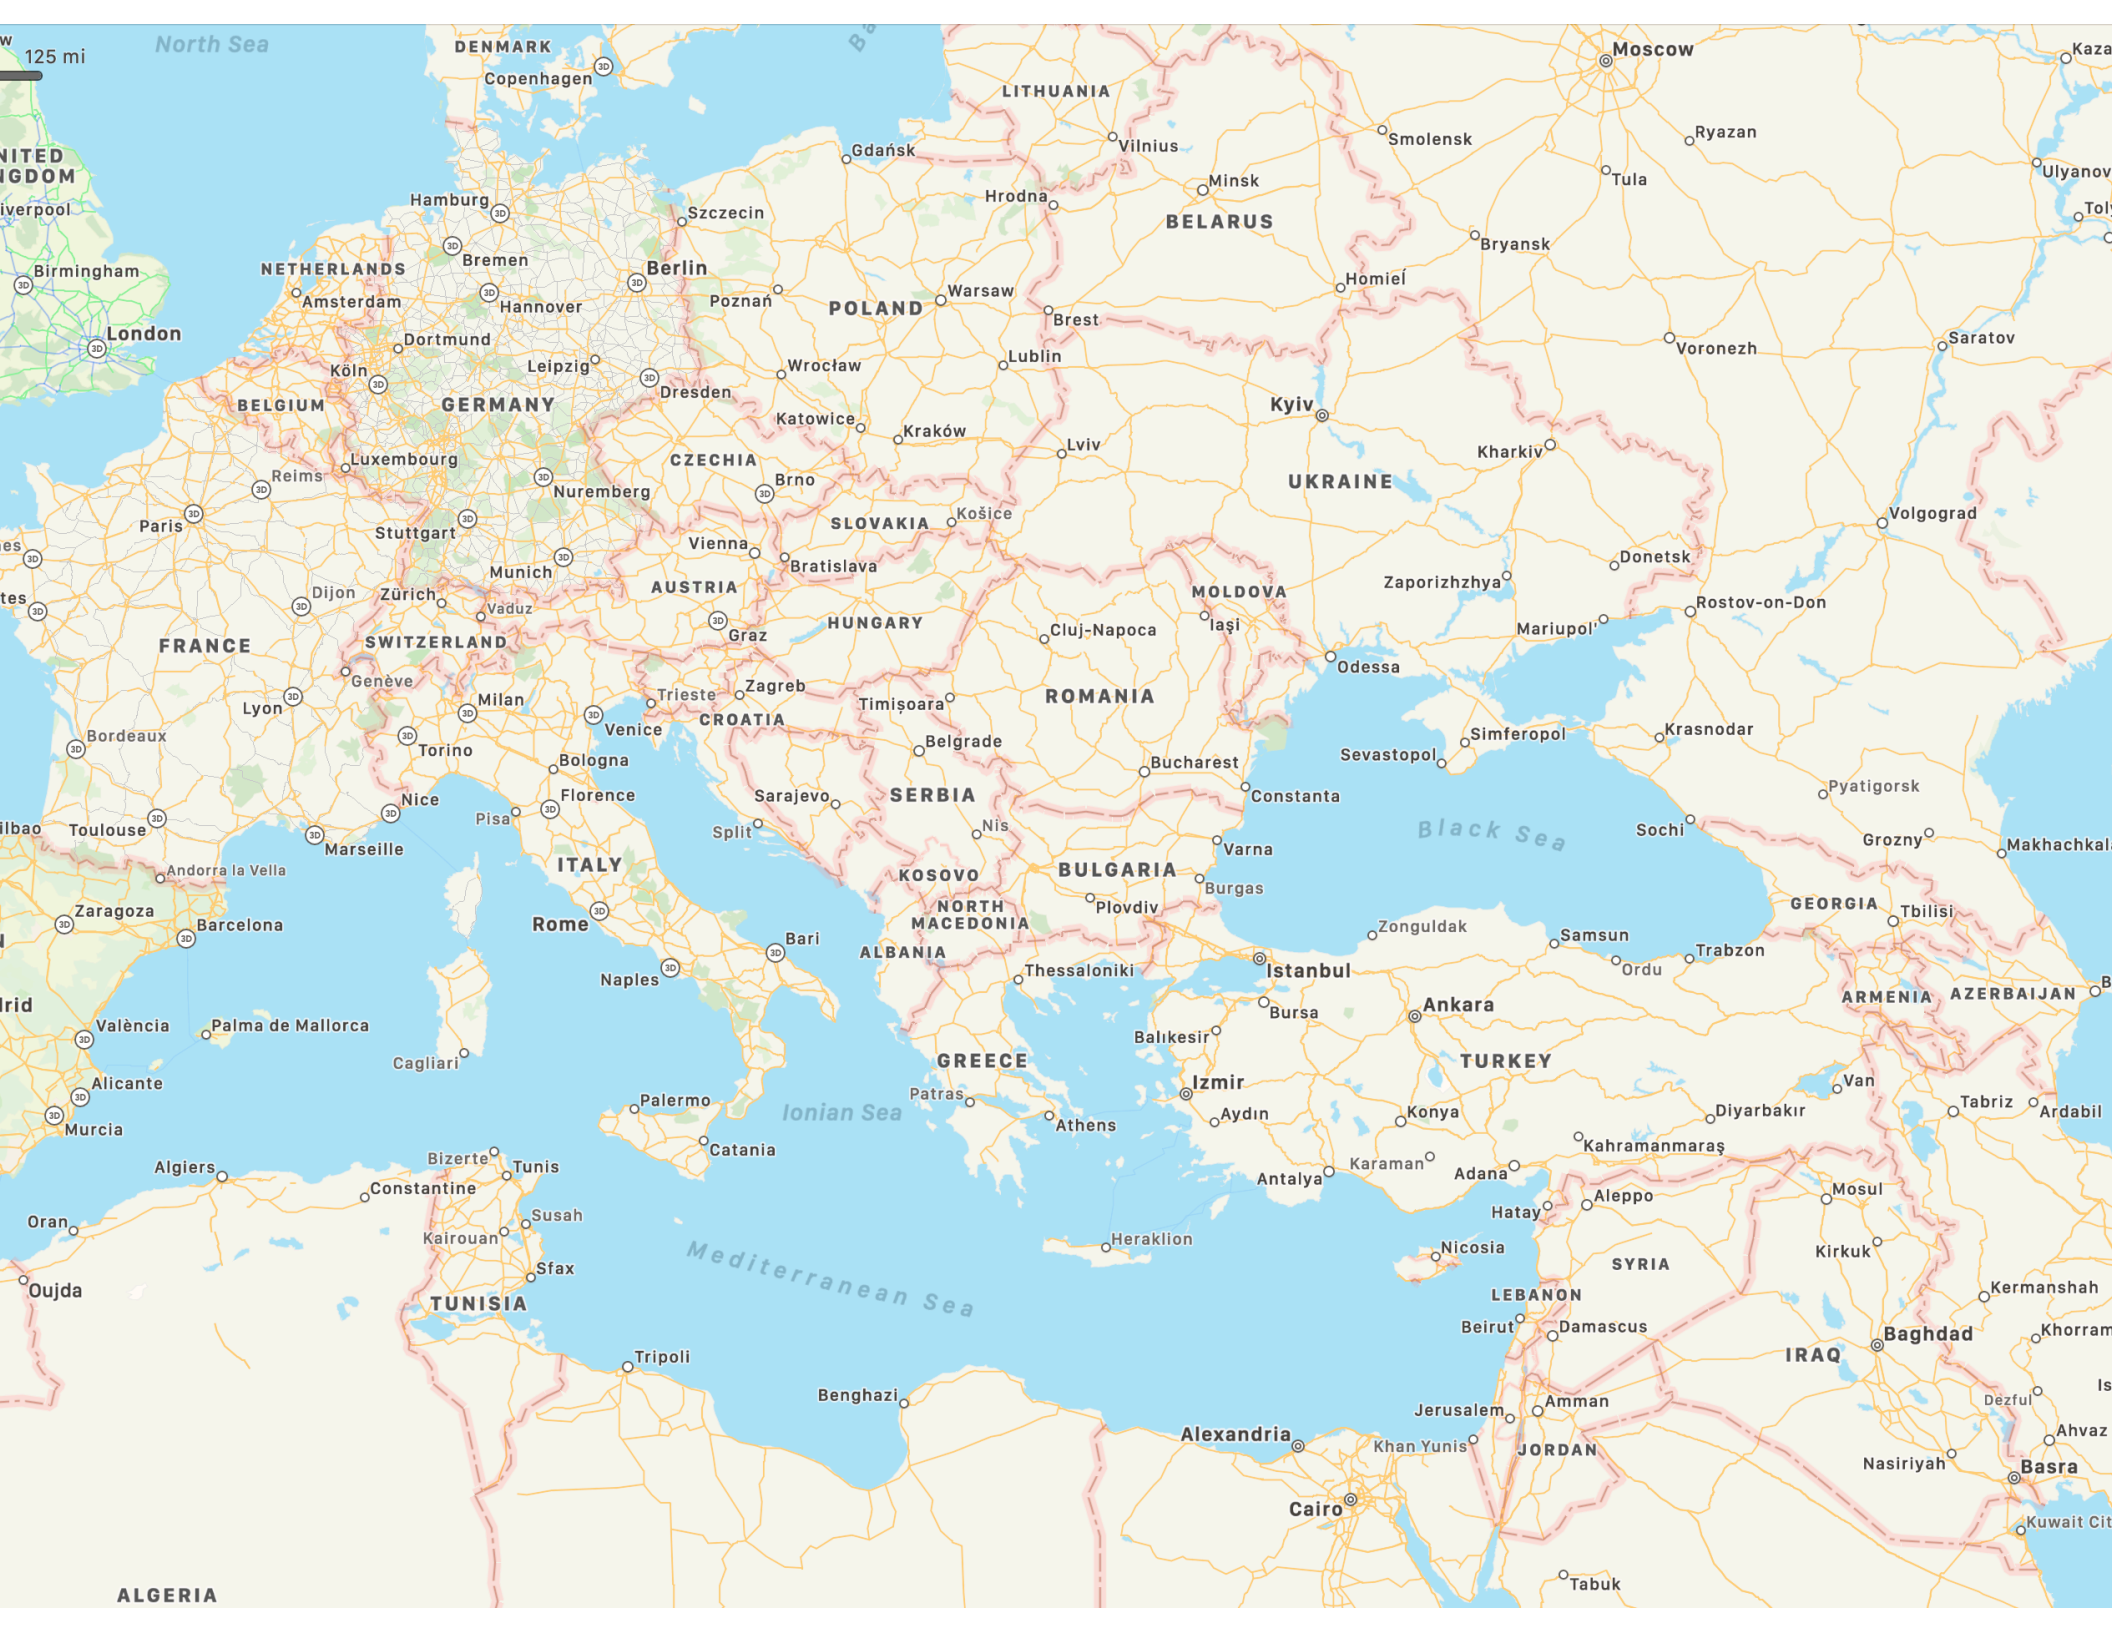 North Sea
125 mi
DENMARK
Copenhagen
LITHUANIA
Moscow
Smolensk
Ryazan
Vilnius
Gdańsk
Tula
Minsk
Hrodna
BELARUS
Hamburg
Szczecin
Bryansk
Birmingham
NETHERLANDS
Bremen
Berlin
Amsterdam
Hannover
Poznań
POLAND
Warsaw
Homieĺ
Brest
London
Dortmund
Leipzig
Wrocław
Lublin
Voronezh
Saratov
Köln
Dresden
BELGIUM
GERMANY
Katowice
Kraków
Kyiv
Kharkiv
Lviv
Luxembourg
CZECHIA
Reims
Nuremberg
Brno
UKRAINE
Paris
Stuttgart
SLOVAKIA
Košice
Volgograd
Vienna
Munich
Bratislava
Donetsk
Zaporizhzhya
AUSTRIA
MOLDOVA
Dijon
Zürich
Vaduz
Rostov-on-Don
FRANCE
SWITZERLAND
Graz
HUNGARY
Cluj-Napoca
Iaşi
Mariupol'
Odessa
Genève
Lyon
Milan
Trieste
Zagreb
Timișoara
ROMANIA
Bordeaux
Torino
Venice
CROATIA
Belgrade
Simferopol
Krasnodar
Sevastopol
Bologna
Bucharest
Constanta
Pyatigorsk
Nice
Florence
Sarajevo
SERBIA
Toulouse
Pisa
Split
Nis
Black Sea
Sochi
Grozny
Marseille
ITALY
Varna
Andorra la Vella
KOSOVO
BULGARIA
Burgas
Zaragoza
Barcelona
Rome
NORTH
MACEDONIA
Plovdiv
GEORGIA
Tbilisi
Zonguldak
Samsun
Trabzon
Ordu
Bari
ALBANIA
Naples
Thessaloniki
Istanbul
Ankara
ARMENIA
AZERBAIJAN
València
Palma de Mallorca
Bursa
Balıkesir
Cagliari
GREECE
TURKEY
Alicante
Izmir
Van
Murcia
Palermo
Ionian Sea
Patras
Athens
Aydın
Konya
Diyarbakır
Tabriz
Ardabil
Catania
Kahramanmaraş
Algiers
Bizerte
Tunis
Antalya
Karaman
Adana
Constantine
Mosul
Aleppo
Oran
Susah
Kairouan
Hatay
Heraklion
Nicosia
Kirkuk
Mediterranean Sea
SYRIA
Sfax
Oujda
TUNISIA
LEBANON
Kermanshah
Beirut
Damascus
Baghdad
IRAQ
Tripoli
Benghazi
Dezful
Jerusalem
Amman
Alexandria
Khan Yunis
JORDAN
Ahvaz
Nasiriyah
Basra
Cairo
Tabuk
ALGERIA